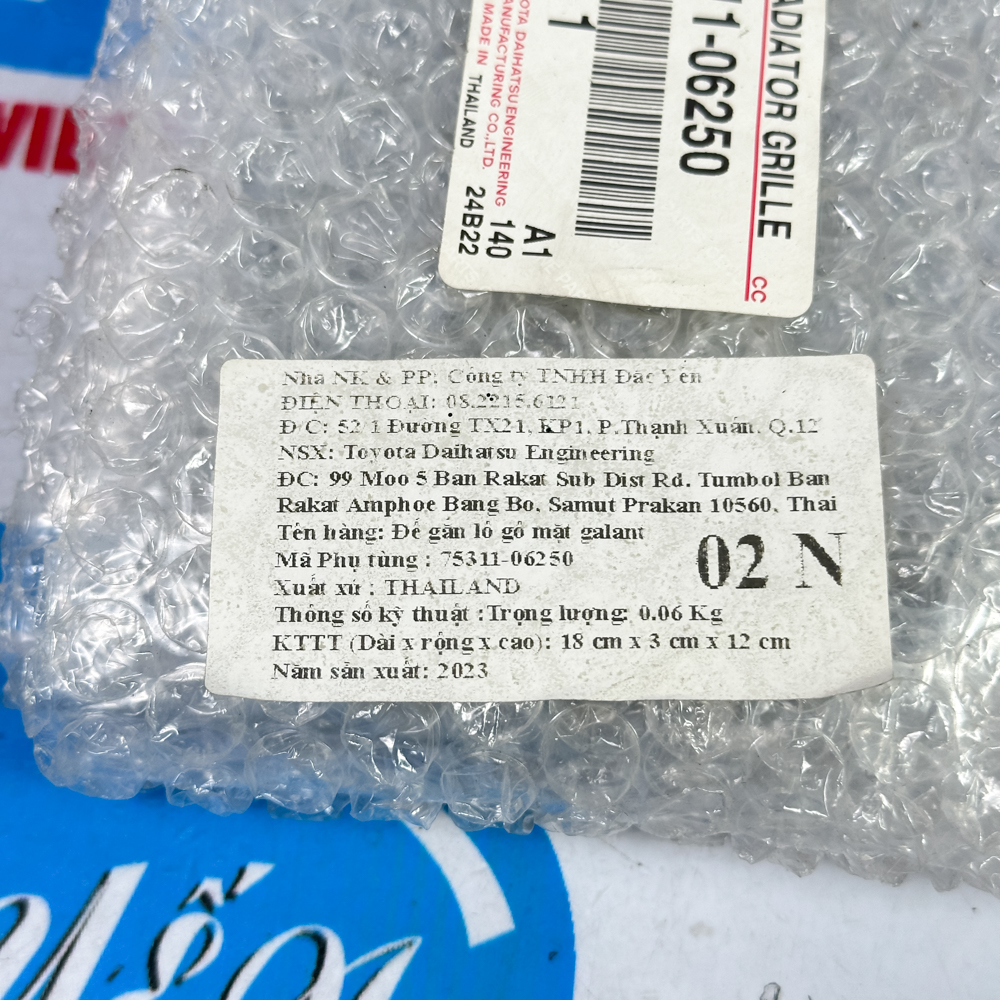 RADIATOR GRILLE
CC
11-06250
1
A1
OTA DAIHATSU ENGINEERING 140
ANUFACTURING CO.,LTD.
MADE IN THAILAND 24B22
Nhà NK & PP: Công ty TNHH Đắc Yến
ĐIỆN THOẠI: 08.2215.6121
Đ/C: 52/1 Đường TX21, KP1, P.Thạnh Xuân, Q.12
NSX: Toyota Daihatsu Engineering
ĐC: 99 Moo 5 Ban Rakat Sub Dist Rd. Tumbol Ban
Rakat Amphoe Bang Bo, Samut Prakan 10560, Thai
Tên hàng: Đế gắn lô gô mặt galant
Mã Phụ tùng : 75311-06250
02 N
Xuất xứ : THAILAND
Thông số kỹ thuật :Trọng lượng: 0.06 Kg
KTTT (Dài x rộng x cao): 18 cm x 3 cm x 12 cm
Năm sản xuất: 2023